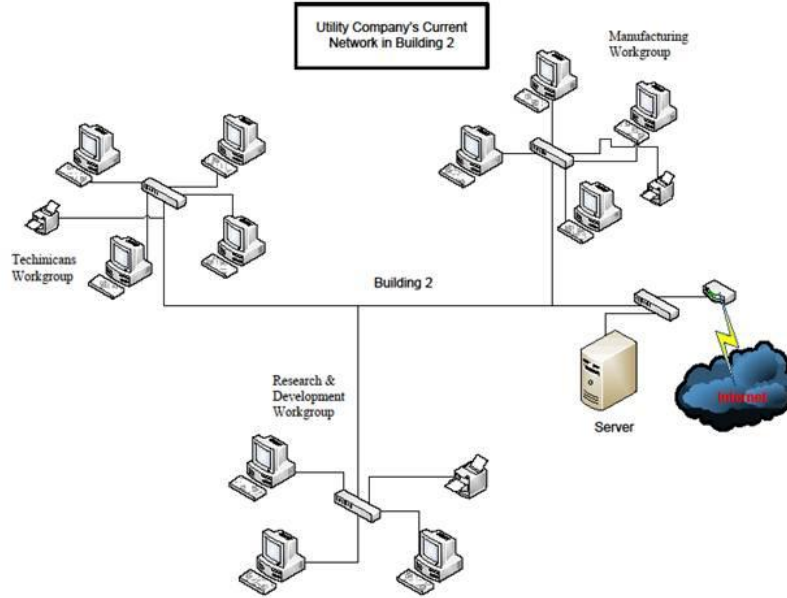 Utility Company's Current
Network in Building 2
Manufacturing
Workgroup
Techinicans
Workgroup
Building 2
Research &
Development
Workgroup
Server
Internet